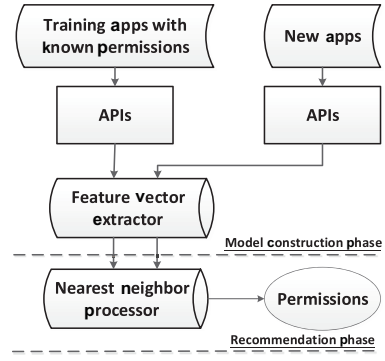 Training apps with
known permissions
New apps
APIs
APIs
Feature vector
extractor
Model construction phase
Nearest neighbor
processor
Permissions
Recommendation phase